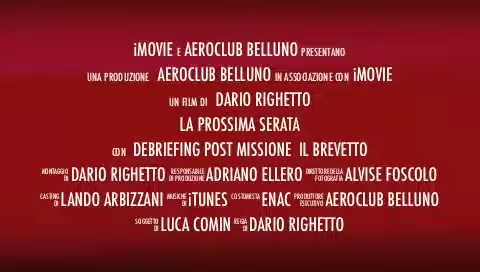 iMOVIE E AEROCLUB BELLUNO PRESENTANO
UNA PRODUZIONE AEROCLUB BELLUNO IN ASSOCIAZIONE CON iMOVIE
UN FILM DI DARIO RIGHETTO
LA PROSSIMA SERATA
CON DEBRIEFING POST MISSIONE IL BREVETTO
MONTAGGIO DI DARIO RIGHETTO RESPONSABILE DI PRODUZIONE ADRIANO ELLERO DIRETTORE DELLA FOTOGRAFIA ALVISE FOSCOLO
CASTING DI LANDO ARBIZZANI MUSICHE DI iTUNES COSTUMISTA ENAC PRODUTTORE ESECUTIVO AEROCLUB BELLUNO
SOGGETTO DI LUCA COMIN REGIA DI DARIO RIGHETTO